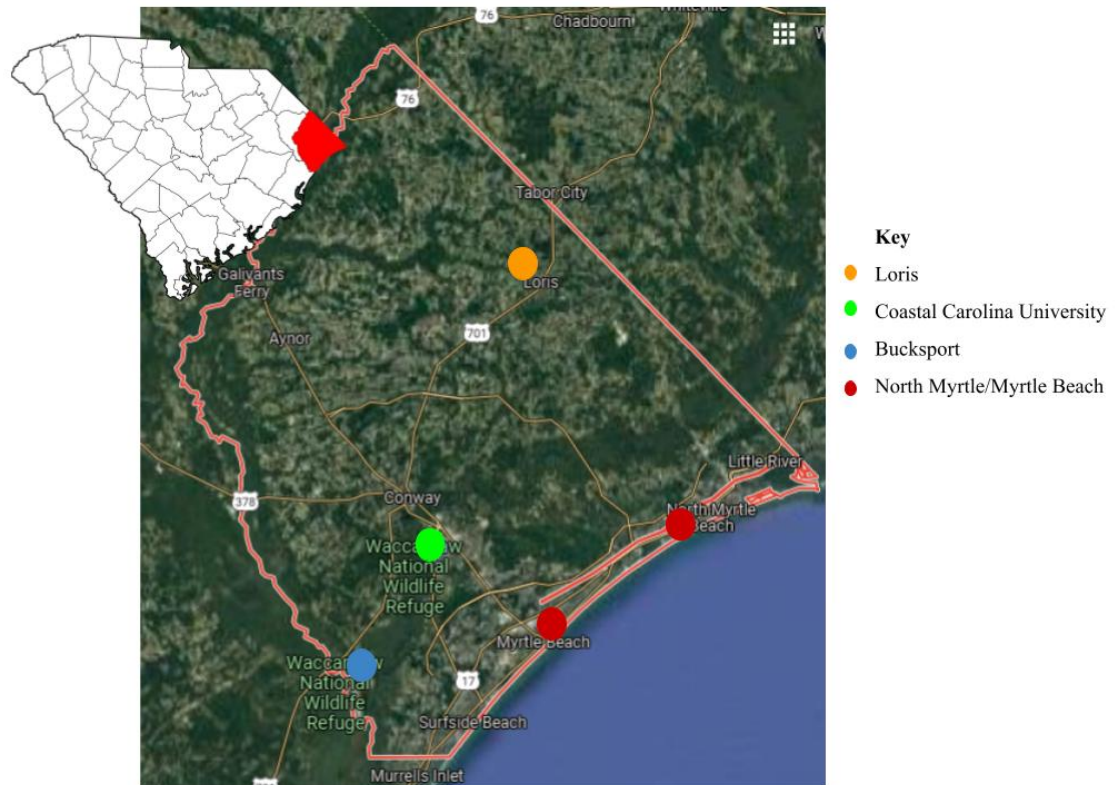 76
Whiteville
Chadbourn
76
Tabor City
Galivants
Ferry
Loris
Aynor
701
Key
Loris
Coastal Carolina University
Bucksport
North Myrtle/Myrtle Beach
Little River
378
Conway
North Myrtle
Beach
Waccamaw
National
Wildlife
Refuge
Myrtle Beach
Waccamaw
National
Wildlife
Refuge
17
Surfside Beach
Murrells Inlet